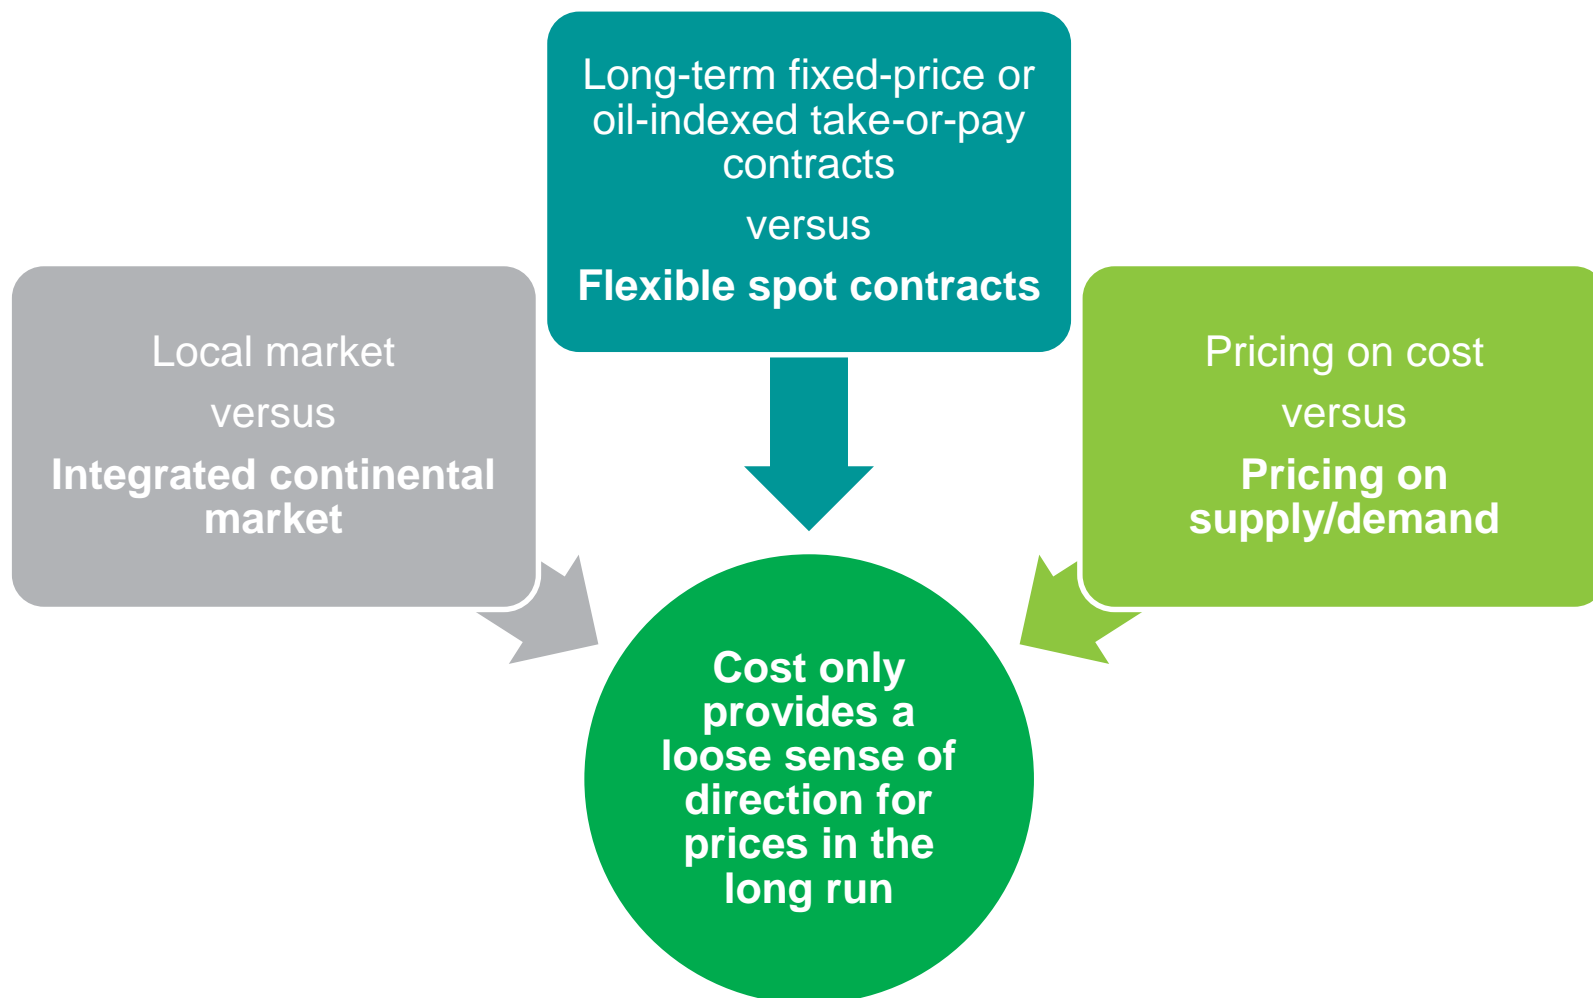 Long-term fixed-price or
oil-indexed take-or-pay
contracts
versus
Flexible spot contracts
Local market
versus
Integrated continental
market
Pricing on cost
versus
Pricing on
supply/demand
Cost only
provides a
loose sense of
direction for
prices in the
long run